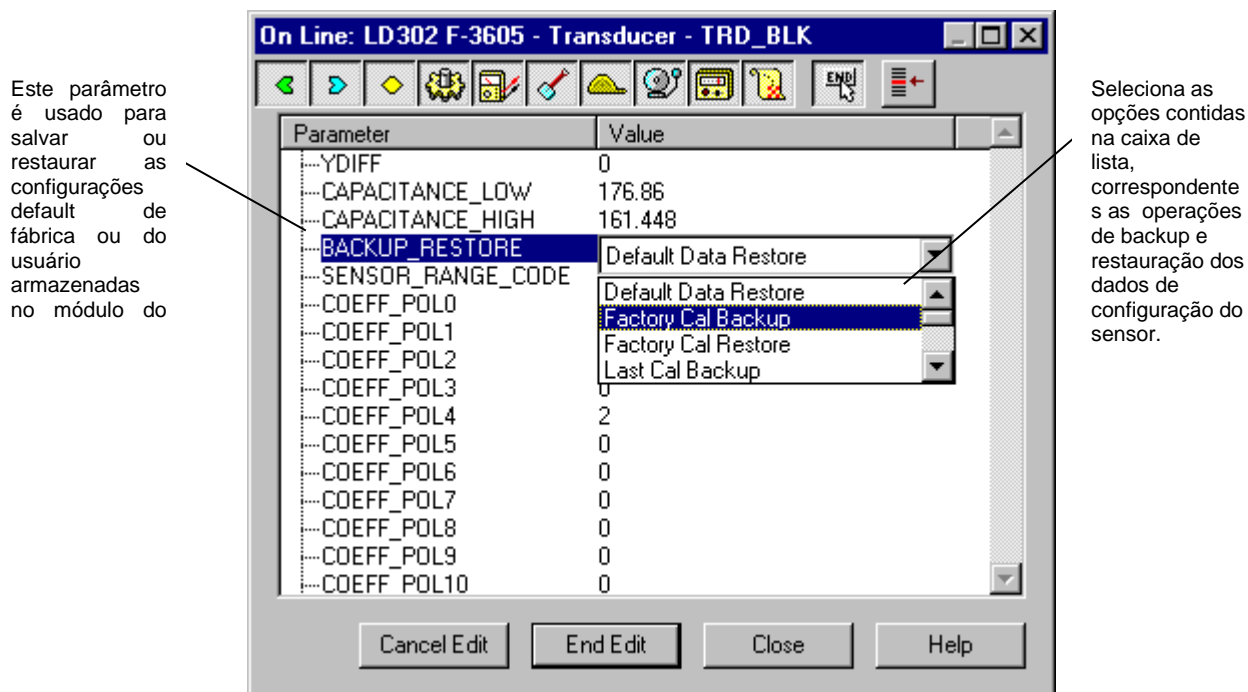 On Line: LD302 F-3605 - Transducer - TRD_BLK
END
Parameter Value
YDIFF 0
CAPACITANCE_LOW 176.86
CAPACITANCE_HIGH 161.448
BACKUP_RESTORE Default Data Restore
SENSOR_RANGE_CODE
Default Data Restore
Factory Cal Backup
Factory Cal Restore
Last Cal Backup
COEFF_POL0
COEFF_POL1
COEFF_POL2
COEFF_POL3 0
COEFF_POL4 2
COEFF_POL5 0
COEFF_POL6 0
COEFF_POL7 0
COEFF_POL8 0
COEFF_POL9 0
COEFF_POL10 0
Cancel Edit End Edit Close Help
Este parâmetro
é usado para
salvar ou
restaurar as
configurações
default de
fábrica ou do
usuário
armazenadas
no módulo do
Seleciona as
opções contidas
na caixa de
lista,
correspondente
s as operações
de backup e
restauração dos
dados de
configuração do
sensor.